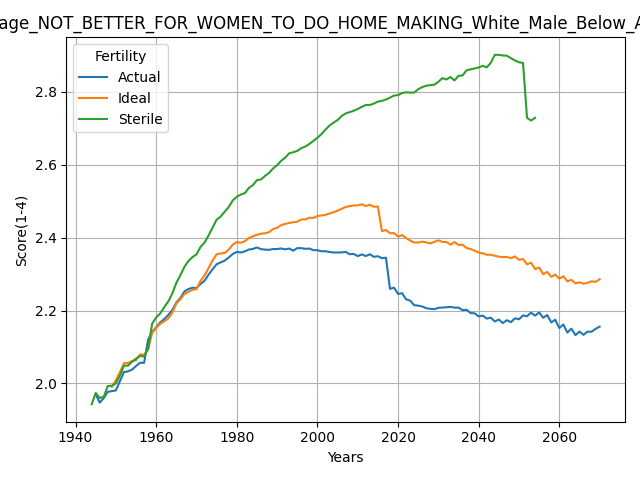 age_NOT_BETTER_FOR_WOMEN_TO_DO_HOME_MAKING_White_Male_Below_A
Fertility
Actual
Ideal
Sterile
Score(1-4)
2.8
2.6
2.4
2.2
2.0
1940
1960
1980
2000
2020
2040
2060
Years